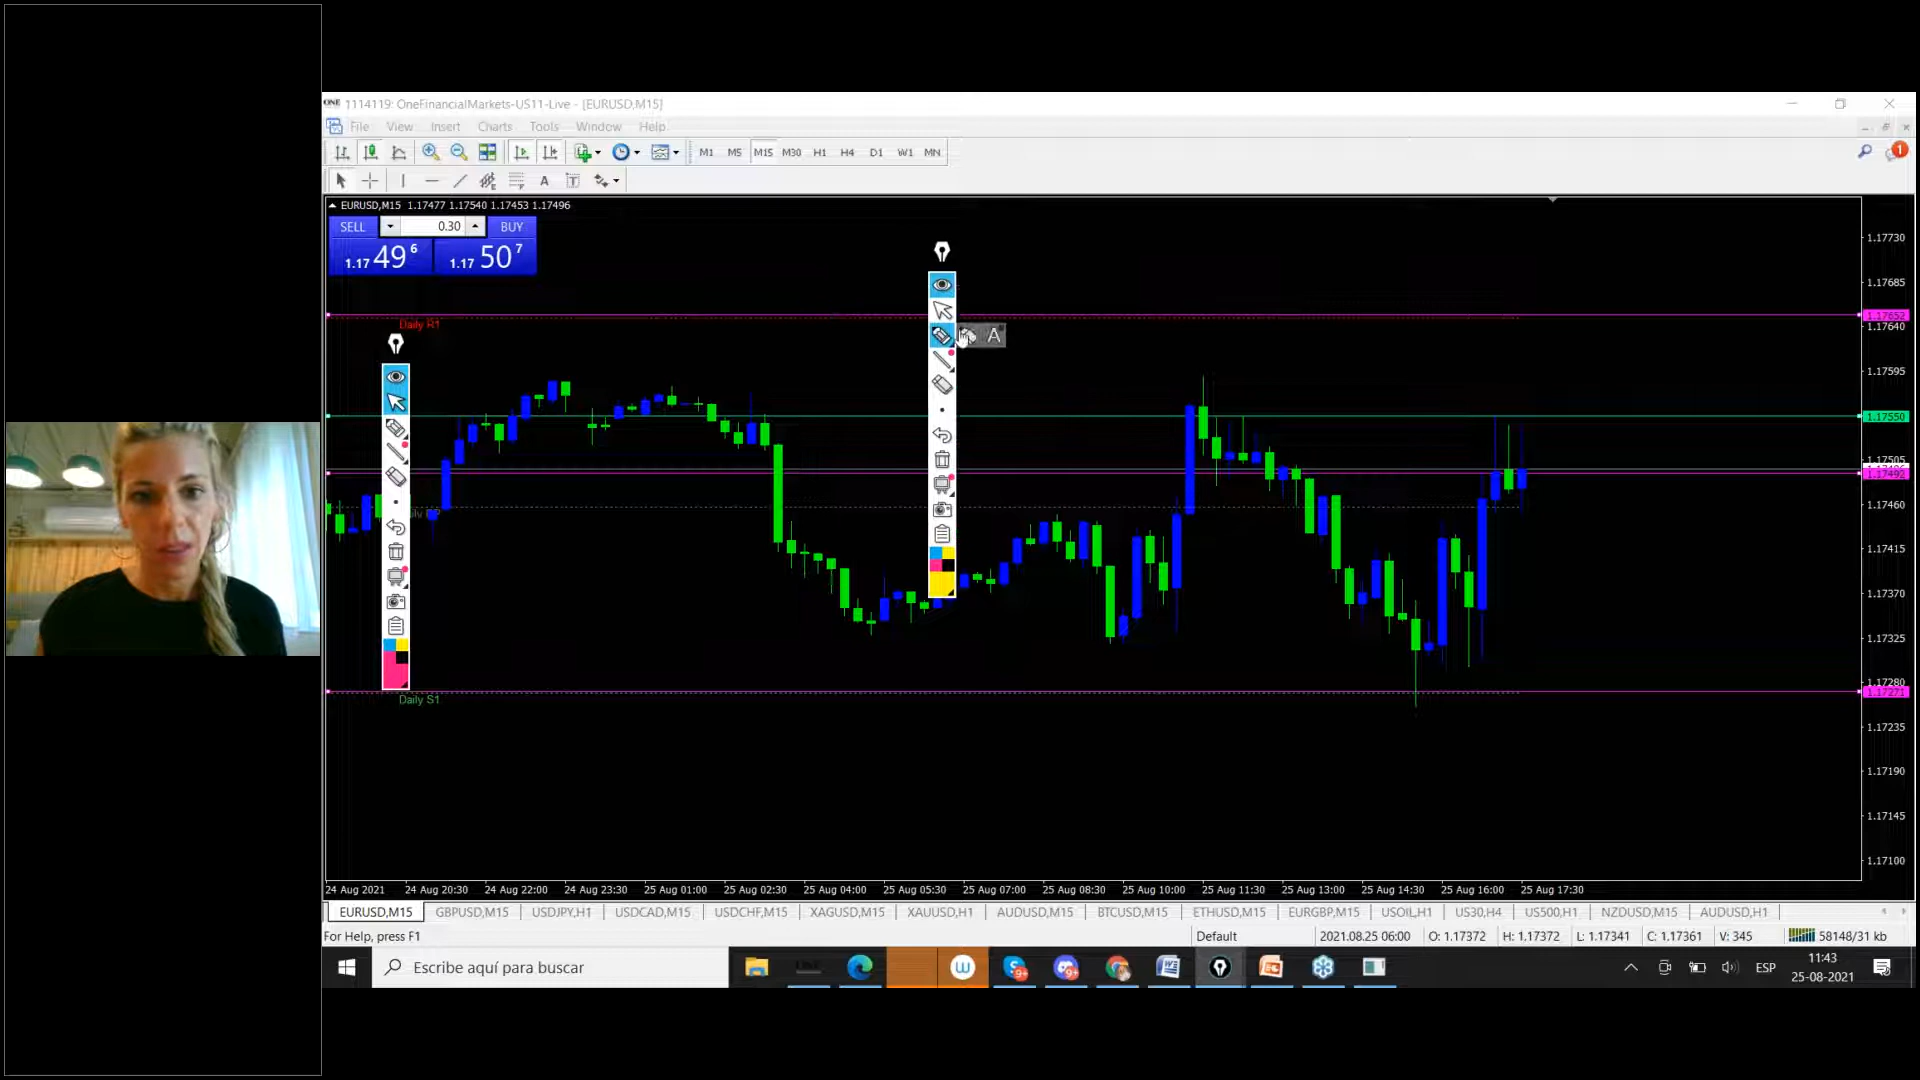 ONE 1114119: OneFinancialMarkets-US11-Live - [EURUSD,M15]
File View Insert Charts Tools Window Help
M1 M5 M15 M30 H1 H4 D1 W1 MN
1
A T
EURUSD,M15 1.17477 1.17540 1.17453 1.17496
SELL 0.30 BUY
1.17 49 6 1.17 50 7
1.17730
1.17685
1.17652
Daily R1
1.17640
A
1.17595
1.17550
1.17505
1.17492
1.17460
1.17415
1.17370
1.17325
1.17280
1.17271
Daily S1
1.17235
1.17190
1.17145
1.17100
24 Aug 2021 24 Aug 20:30 24 Aug 22:00 24 Aug 23:30 25 Aug 01:00 25 Aug 02:30 25 Aug 04:00 25 Aug 05:30 25 Aug 07:00 25 Aug 08:30 25 Aug 10:00 25 Aug 11:30 25 Aug 13:00 25 Aug 14:30 25 Aug 16:00 25 Aug 17:30
EURUSD,M15 GBPUSD,M15 USDJPY,H1 USDCAD,M15 USDCHF,M15 XAGUSD,M15 XAUUSD,H1 AUDUSD,M15 BTCUSD,M15 ETHUSD,M15 EURGBP,M15 USOIL,H1 US30,H4 US500,H1 NZDUSD,M15 AUDUSD,H1
For Help, press F1 Default 2021.08.25 06:00 O: 1.17372 H: 1.17372 L: 1.17341 C: 1.17361 V: 345 58148/31 kb
Escribe aquí para buscar ESP 11:43
25-08-2021